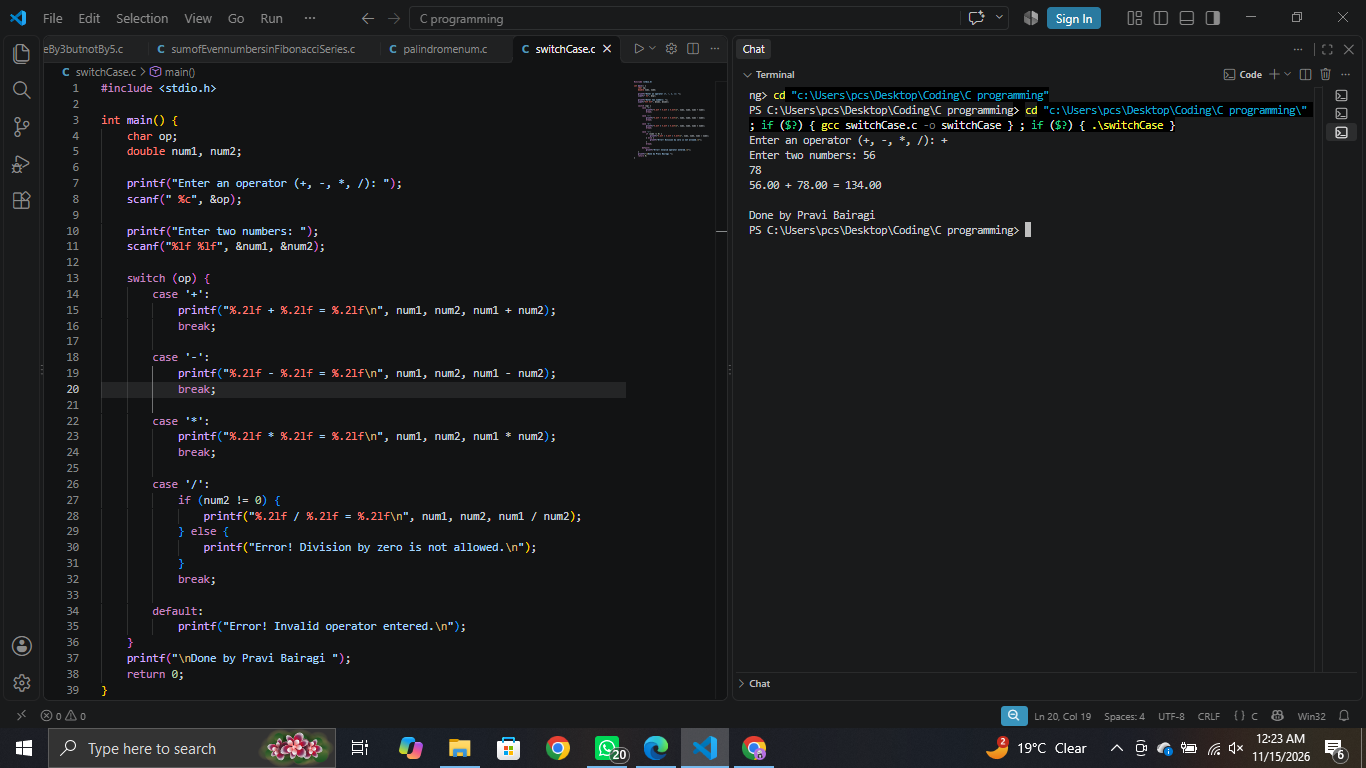 File Edit Selection View Go Run ··· C programming Sign In
eBy3butnotBy5.c C sumofEvennumbersinFibonacciSeries.c C palindromenum.c C switchCase.c
C switchCase.c > main()
1 #include <stdio.h>
2
3 int main() {
4 char op;
5 double num1, num2;
6
7 printf("Enter an operator (+, -, *, /): ");
8 scanf(" %c", &op);
9
10 printf("Enter two numbers: ");
11 scanf("%lf %lf", &num1, &num2);
12
13 switch (op) {
14 case '+':
15 printf("%.2lf + %.2lf = %.2lf\n", num1, num2, num1 + num2);
16 break;
17
18 case '-':
19 printf("%.2lf - %.2lf = %.2lf\n", num1, num2, num1 - num2);
20 break;
21
22 case '*':
23 printf("%.2lf * %.2lf = %.2lf\n", num1, num2, num1 * num2);
24 break;
25
26 case '/':
27 if (num2 != 0) {
28 printf("%.2lf / %.2lf = %.2lf\n", num1, num2, num1 / num2);
29 } else {
30 printf("Error! Division by zero is not allowed.\n");
31 }
32 break;
33
34 default:
35 printf("Error! Invalid operator entered.\n");
36 }
37 printf("\nDone by Pravi Bairagi ");
38 return 0;
39 }
Chat
Terminal Code
ng> cd "c:\Users\pcs\Desktop\Coding\C programming"
PS C:\Users\pcs\Desktop\Coding\C programming> cd "c:\Users\pcs\Desktop\Coding\C programming\"
; if ($?) { gcc switchCase.c -o switchCase } ; if ($?) { .\switchCase }
Enter an operator (+, -, *, /): +
Enter two numbers: 56
78
56.00 + 78.00 = 134.00

Done by Pravi Bairagi
PS C:\Users\pcs\Desktop\Coding\C programming>
Chat
0 0 Ln 20, Col 19 Spaces: 4 UTF-8 CRLF { } C Win32
Type here to search 20 19°C Clear 2 12:23 AM 6
11/15/2026